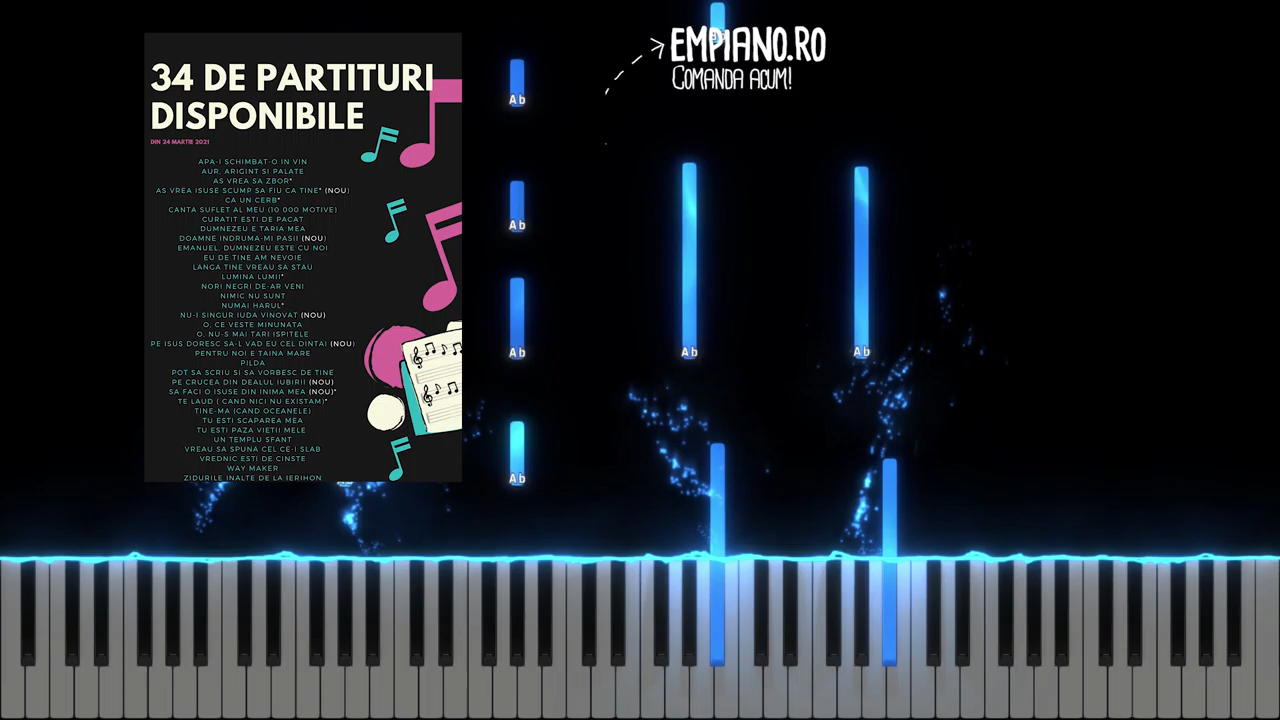 34 DE PARTITURI
DISPONIBILE
DIN 24 MARTIE 2021
APA-I SCHIMBAT-O IN VIN
AUR, ARIGINT SI PALATE
AS VREA SA ZBOR*
AS VREA ISUSE SCUMP SA FIU CA TINE* (NOU)
CA UN CERB*
CANTA SUFLET AL MEU (10 000 MOTIVE)
CURATIT ESTI DE PACAT
DUMNEZEU E TARIA MEA
DOAMNE INDRUMA-MI PASII (NOU)
EMANUEL, DUMNEZEU ESTE CU NOI
EU DE TINE AM NEVOIE
LANGA TINE VREAU SA STAU
LUMINA LUMII*
NORI NEGRI DE-AR VENI
NIMIC NU SUNT
NUMAI HARUL*
NU-I SINGUR IUDA VINOVAT (NOU)
O, CE VESTE MINUNATA
O, NU-S MAI TARI ISPITELE
PE ISUS DORESC SA-L VAD EU CEL DINTAI (NOU)
PENTRU NOI E TAINA MARE
PILDA
POT SA SCRIU SI SA VORBESC DE TINE
PE CRUCEA DIN DEALUL IUBIRII (NOU)
SA FACI O ISUSE DIN INIMA MEA (NOU)*
TE LAUD ( CAND NICI NU EXISTAM)*
TINE-MA (CAND OCEANELE)
TU ESTI SCAPAREA MEA
TU ESTI PAZA VIETII MELE
UN TEMPLU SFANT
VREAU SA SPUNA CEL CE-I SLAB
VREDNIC ESTI DE CINSTE
WAY MAKER
ZIDURILE INALTE DE LA IERIHON
EMPIANO.RO
COMANDA ACUM!
Ab
Ab
Ab
Ab
Ab
Ab